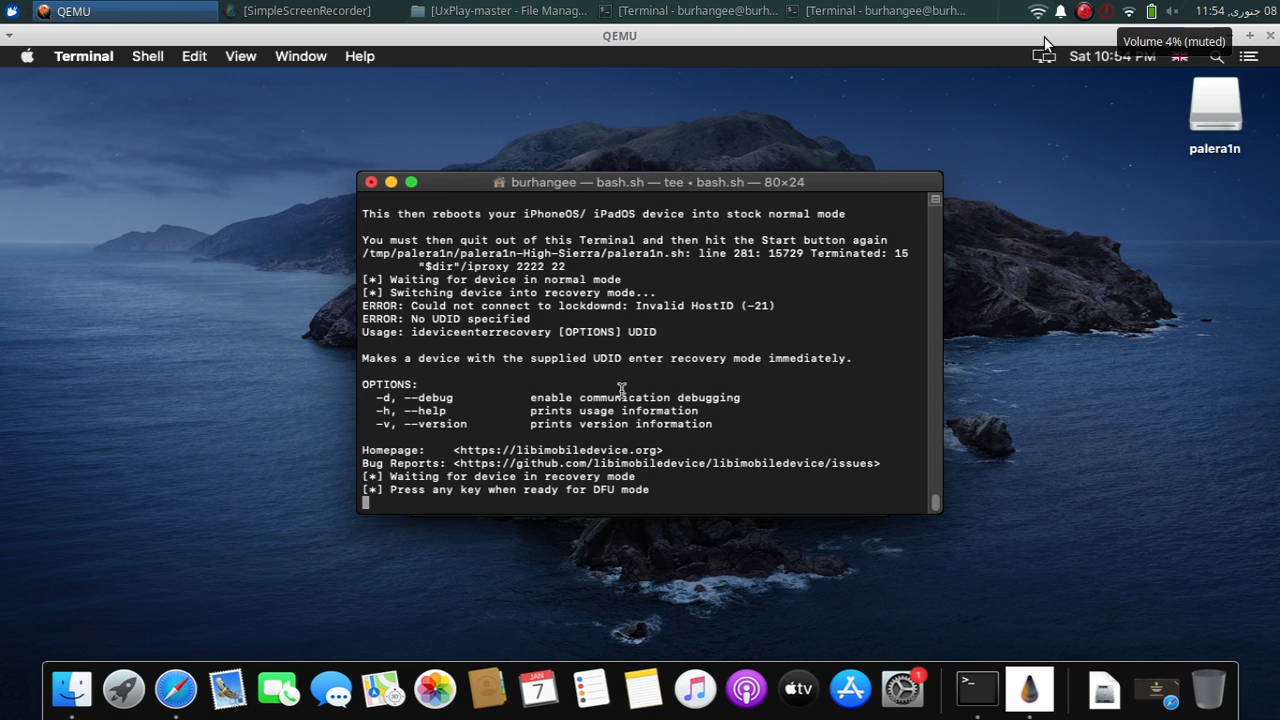 QEMU
[SimpleScreenRecorder]
[UxPlay-master - File Manag...
[Terminal - burhangee@burh...
[Terminal - burhangee@burh...
08 جنوری, 11:54
QEMU
Volume 4% (muted)
Terminal Shell Edit View Window Help
Sat 10:54 PM
palera1n
burhangee — bash.sh — tee • bash.sh — 80×24
This then reboots your iPhoneOS/ iPadOS device into stock normal mode
You must then quit out of this Terminal and then hit the Start button again
/tmp/palera1n/palera1n-High-Sierra/palera1n.sh: line 281: 15729 Terminated: 15
"$dir"/iproxy 2222 22
[*] Waiting for device in normal mode
[*] Switching device into recovery mode...
ERROR: Could not connect to lockdownd: Invalid HostID (-21)
ERROR: No UDID specified
Usage: ideviceenterrecovery [OPTIONS] UDID
Makes a device with the supplied UDID enter recovery mode immediately.
OPTIONS:
-d, --debug enable communication debugging
-h, --help prints usage information
-v, --version prints version information
Homepage: <https://libimobiledevice.org>
Bug Reports: <https://github.com/libimobiledevice/libimobiledevice/issues>
[*] Waiting for device in recovery mode
[*] Press any key when ready for DFU mode
JAN
7
tv
1
>_